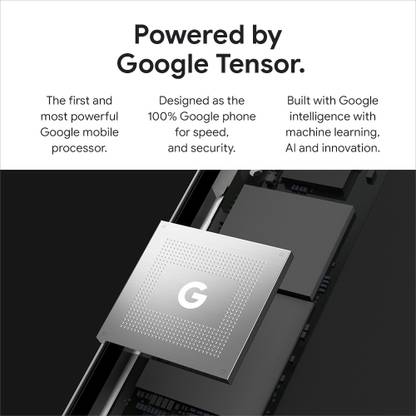 Powered by
Google Tensor.
The first and
most powerful
Google mobile
processor.
Designed as the
100% Google phone
for speed,
and security.
Built with Google
intelligence with
machine learning,
AI and innovation.
G